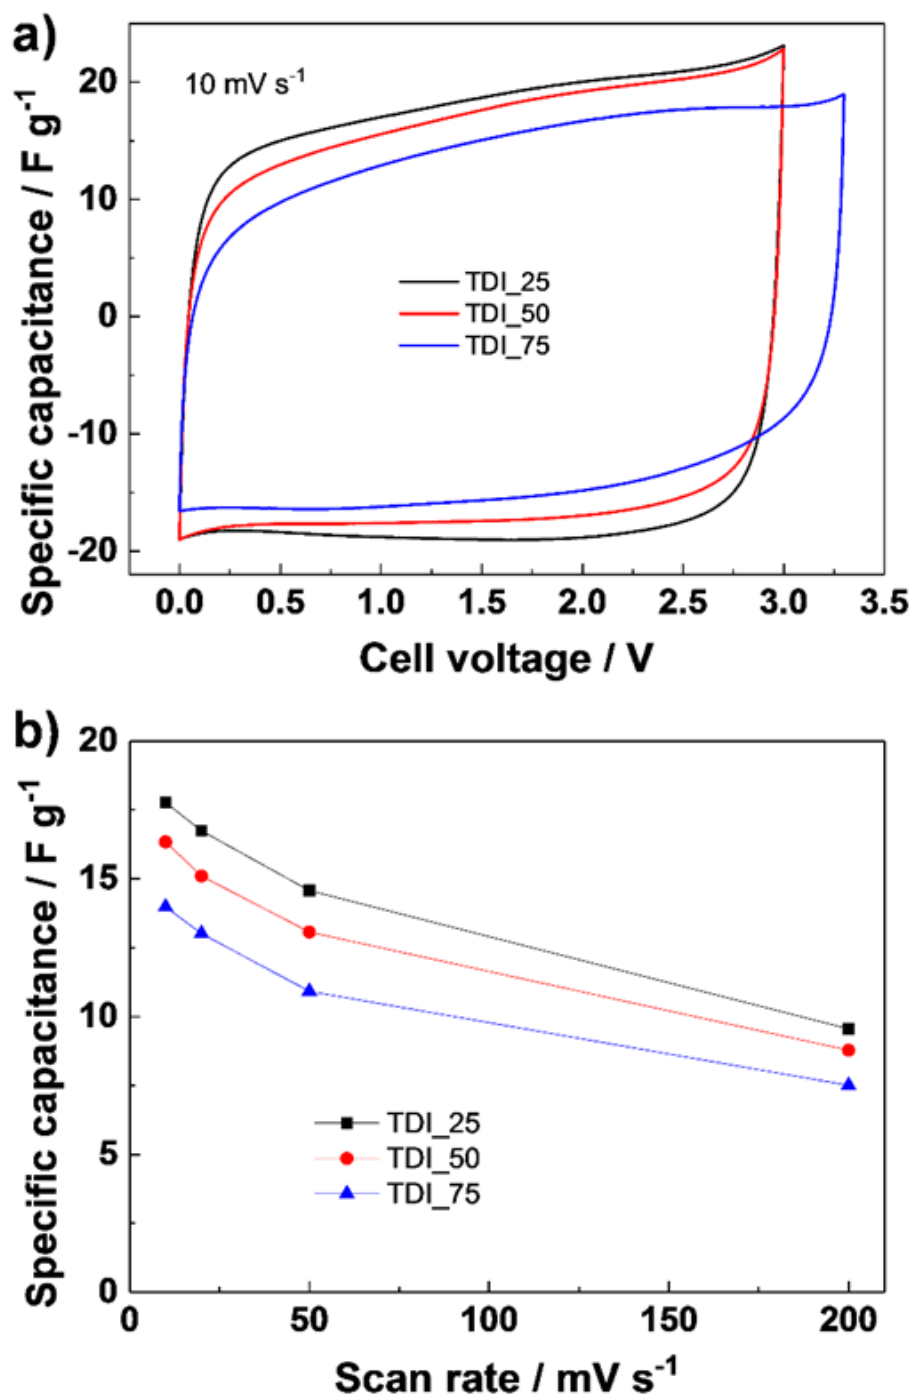 a)
10 mV s⁻¹
Specific capacitance / F g⁻¹
20
10
0
-10
-20
TDI_25
TDI_50
TDI_75
0.0 0.5 1.0 1.5 2.0 2.5 3.0 3.5
Cell voltage / V
b)
Specific capacitance / F g⁻¹
20
15
10
5
0
TDI_25
TDI_50
TDI_75
0 50 100 150 200
Scan rate / mV s⁻¹